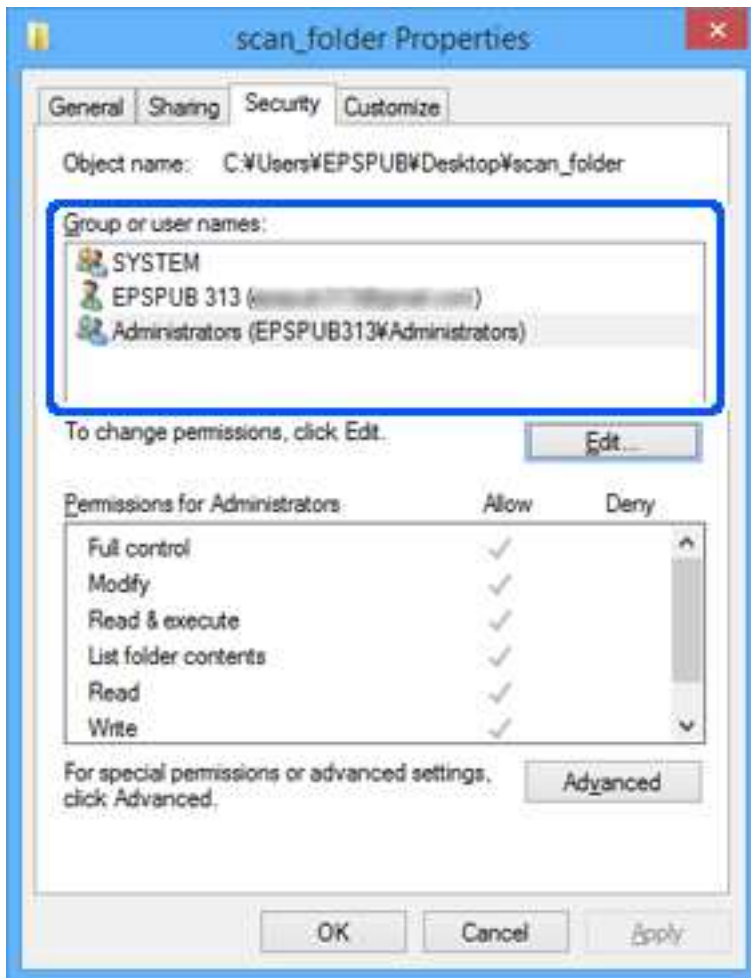 scan_folder Properties
General Sharing Security Customize
Object name: C:¥Users¥EPSPUB¥Desktop¥scan_folder
Group or user names:
SYSTEM
EPSPUB 313 ( )
Administrators (EPSPUB313¥Administrators)
To change permissions, click Edit.
Edit...
Permissions for Administrators Allow Deny
Full control
Modify
Read & execute
List folder contents
Read
Write
For special permissions or advanced settings,
click Advanced.
Advanced
OK Cancel Apply